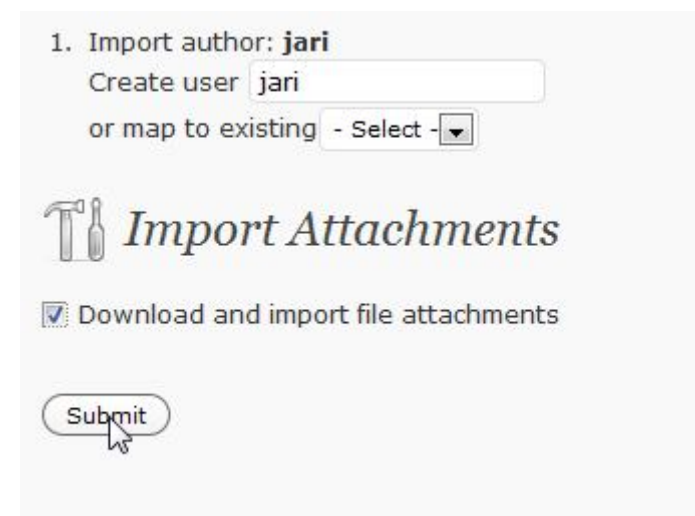 1. Import author: jari
Create user jari
or map to existing - Select -
Import Attachments
Download and import file attachments
Submit